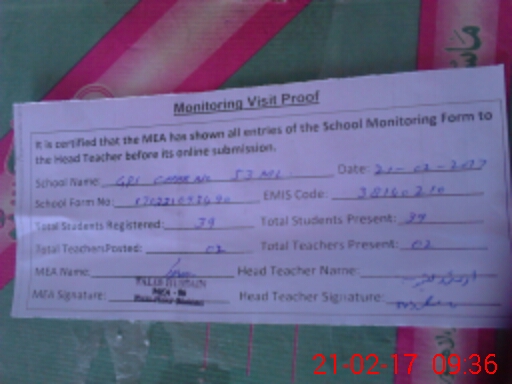 Monitoring Visit Proof
It is certified that the MEA has shown all entries of the School Monitoring Form to
the Head Teacher before its online submission.
School Name: GPS CHAK No 53 ML Date: 21-02-2017
School Form No:
EMIS Code: 38140210
Total Students Registered: 39 Total Students Present: 39
Total Teachers Posted: 02 Total Teachers Present: 02
MEA Name: Head Teacher Name:
MEA Signature: Head Teacher Signature:
21-02-17 09:36